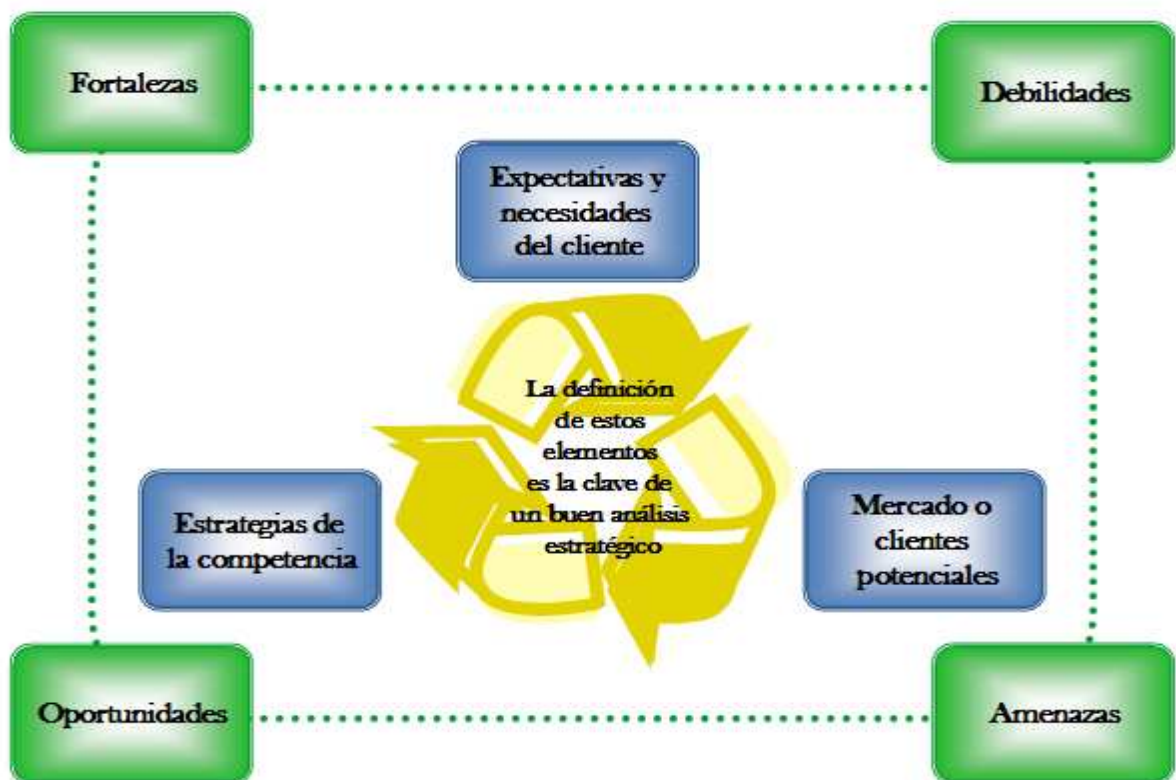 Fortalezas
Debilidades
Expectativas y
necesidades
del cliente
La definición
de estos
elementos
es la clave de
un buen análisis
estratégico
Estrategias de
la competencia
Mercado o
clientes
potenciales
Oportunidades
Amenazas